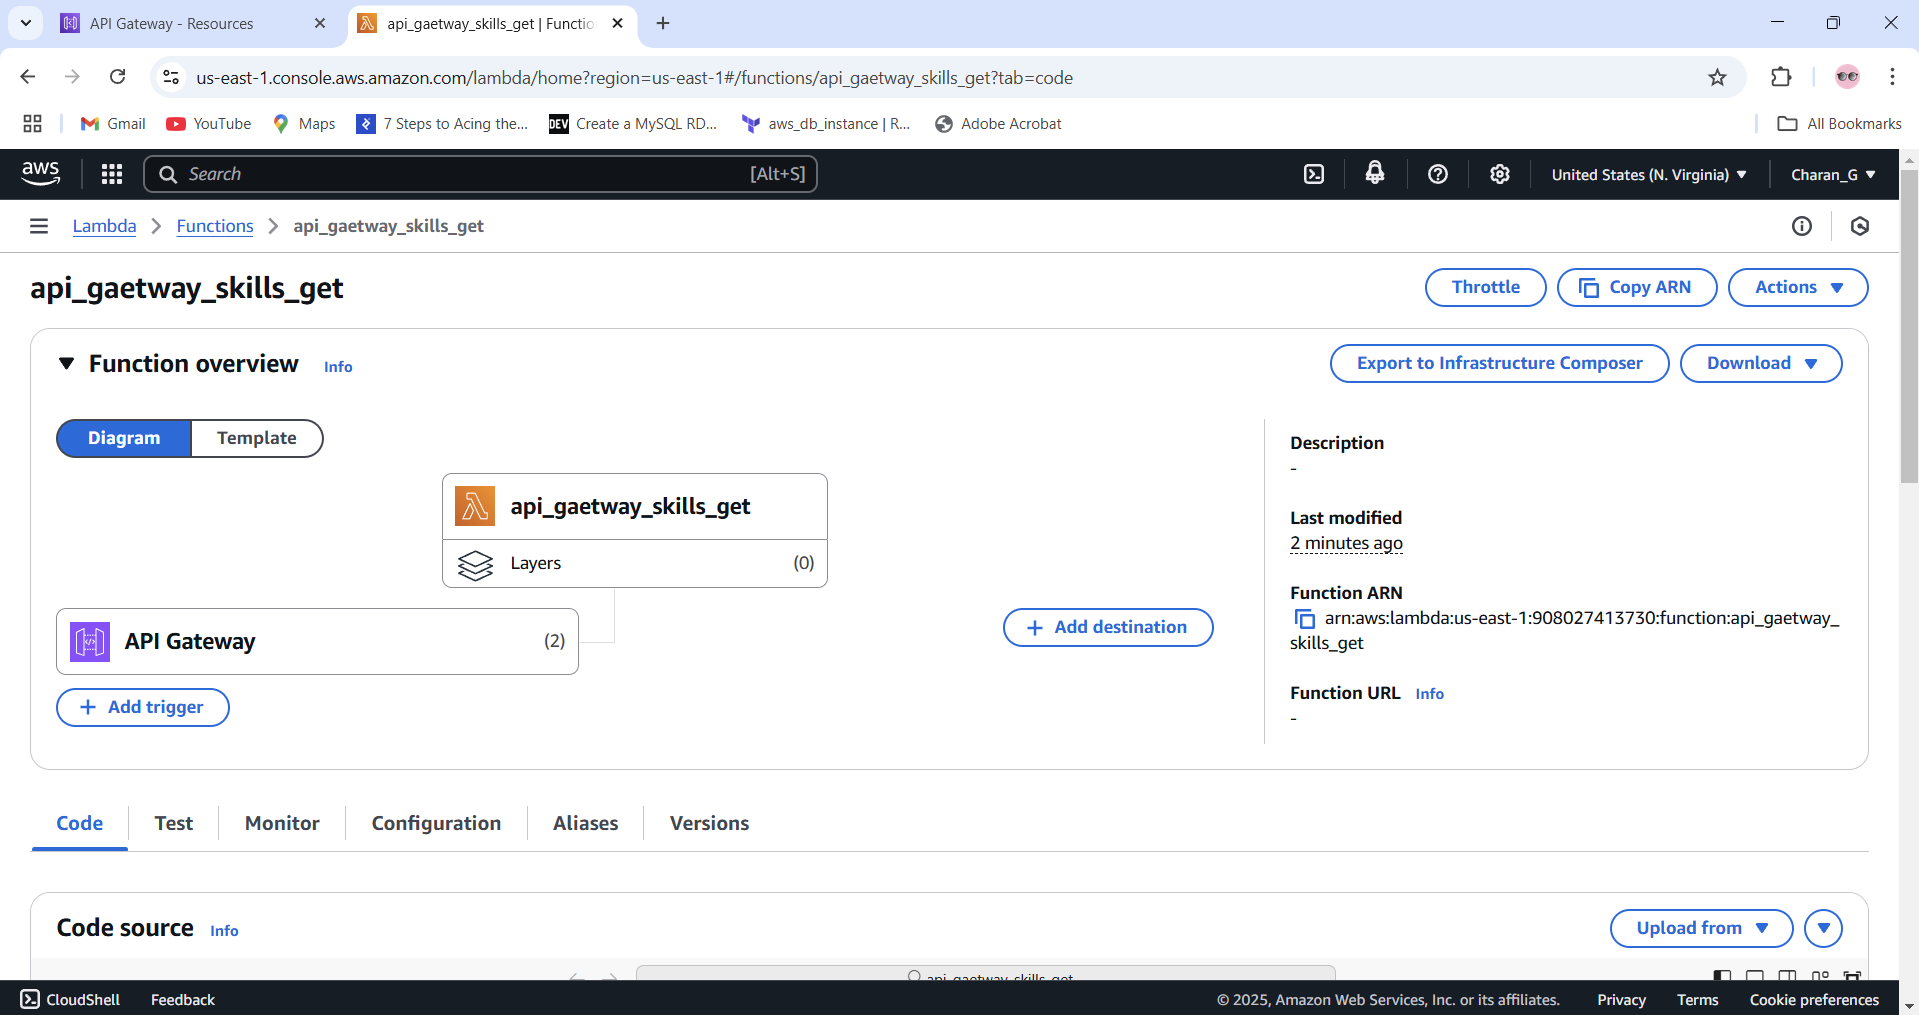 API Gateway - Resources
api_gaetway_skills_get | Functio
us-east-1.console.aws.amazon.com/lambda/home?region=us-east-1#/functions/api_gaetway_skills_get?tab=code
Gmail
YouTube
Maps
7 Steps to Acing the...
DEV
Create a MySQL RD...
aws_db_instance | R...
Adobe Acrobat
All Bookmarks
aws
Search
[Alt+S]
United States (N. Virginia)
Charan_G
Lambda
Functions
api_gaetway_skills_get
api_gaetway_skills_get
Throttle
Copy ARN
Actions
Function overview
Info
Export to Infrastructure Composer
Download
Diagram
Template
api_gaetway_skills_get
Layers
(0)
API Gateway
(2)
+ Add trigger
+ Add destination
Description
-
Last modified
2 minutes ago
Function ARN
arn:aws:lambda:us-east-1:908027413730:function:api_gaetway_
skills_get
Function URL
Info
-
Code
Test
Monitor
Configuration
Aliases
Versions
Code source
Info
Upload from
api_gaetway_skills_get
CloudShell
Feedback
© 2025, Amazon Web Services, Inc. or its affiliates.
Privacy
Terms
Cookie preferences